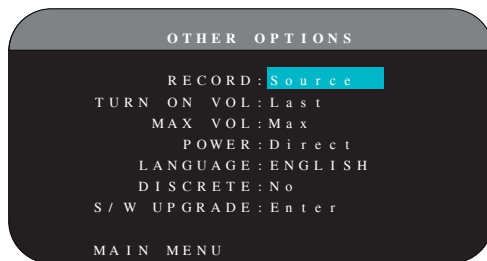 OTHER OPTIONS
RECORD:Source
TURN ON VOL:Last
MAX VOL:Max
POWER:Direct
LANGUAGE:ENGLISH
DISCRETE:No
S/W UPGRADE:Enter
MAIN MENU